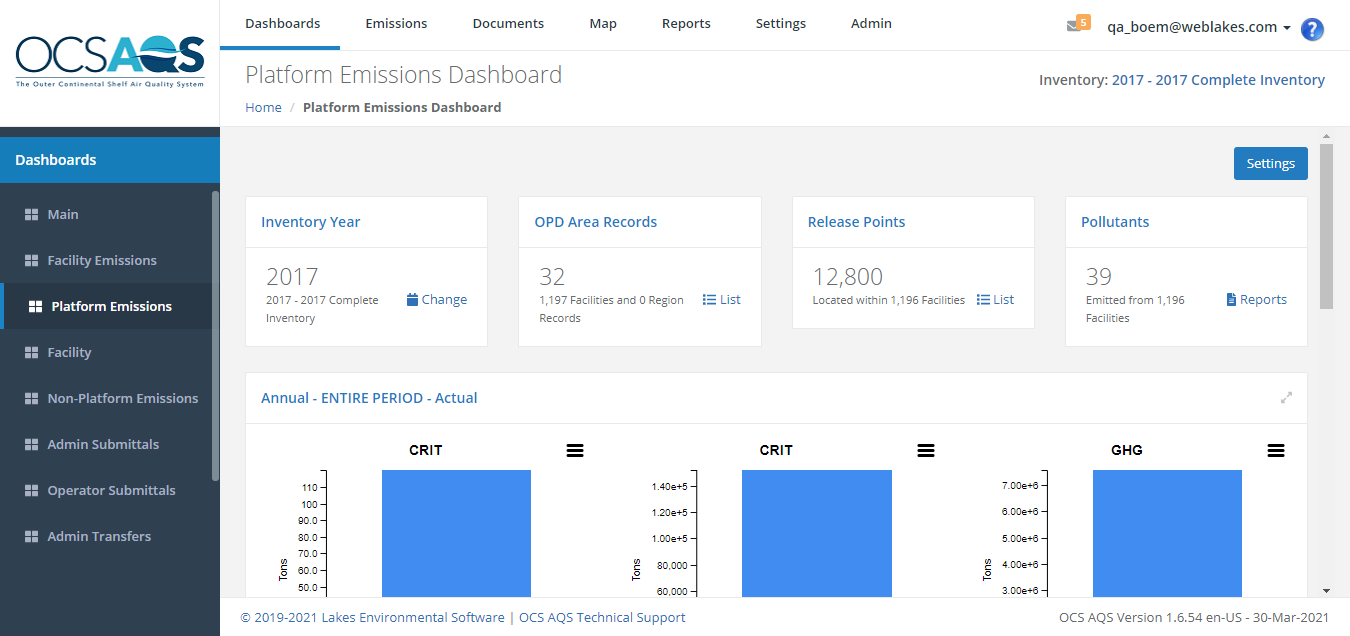 OCSAQS
The Outer Continental Shelf Air Quality System
Dashboards Emissions Documents Map Reports Settings Admin
5
qa_boem@weblakes.com
?
Platform Emissions Dashboard
Inventory: 2017 - 2017 Complete Inventory
Home / Platform Emissions Dashboard
Dashboards
Main
Facility Emissions
Platform Emissions
Facility
Non-Platform Emissions
Admin Submittals
Operator Submittals
Admin Transfers
Settings
Inventory Year
2017
2017 - 2017 Complete
Inventory
Change
OPD Area Records
32
1,197 Facilities and 0 Region
Records
List
Release Points
12,800
Located within 1,196 Facilities
List
Pollutants
39
Emitted from 1,196
Facilities
Reports
Annual - ENTIRE PERIOD - Actual
CRIT
110
100
90.0
80.0
70.0
60.0
50.0
Tons
CRIT
1.40e+5
1.20e+5
1.00e+5
80,000
60,000
Tons
GHG
7.00e+6
6.00e+6
5.00e+6
4.00e+6
3.00e+6
Tons
© 2019-2021 Lakes Environmental Software | OCS AQS Technical Support
OCS AQS Version 1.6.54 en-US - 30-Mar-2021